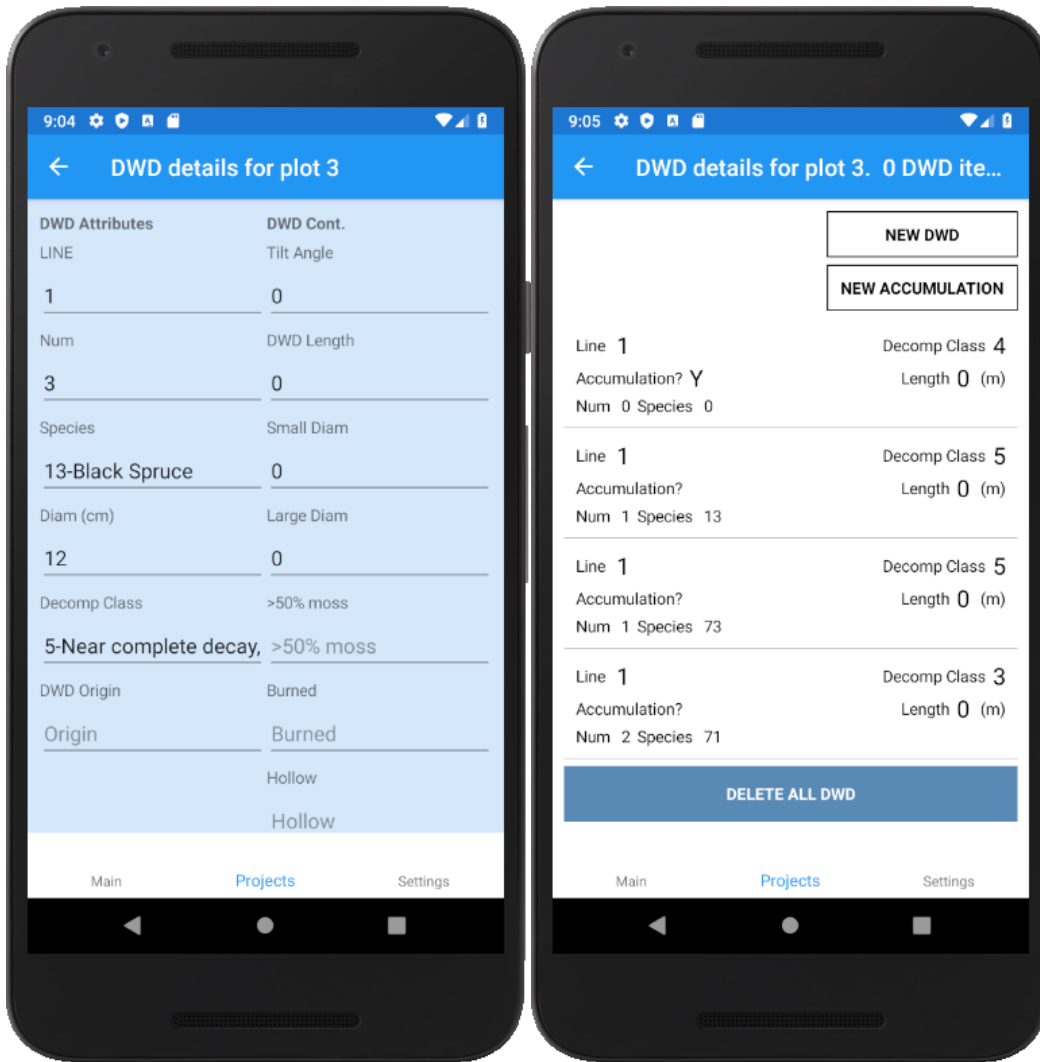 9:04
DWD details for plot 3
DWD Attributes DWD Cont.
LINE Tilt Angle
1 0
Num DWD Length
3 0
Species Small Diam
13-Black Spruce 0
Diam (cm) Large Diam
12 0
Decomp Class >50% moss
5-Near complete decay, >50% moss
DWD Origin Burned
Origin Burned
Hollow
Hollow
Main Projects Settings
9:05
DWD details for plot 3. 0 DWD ite...
NEW DWD
NEW ACCUMULATION
Line 1 Decomp Class 4
Accumulation? Y Length 0 (m)
Num 0 Species 0
Line 1 Decomp Class 5
Accumulation? Length 0 (m)
Num 1 Species 13
Line 1 Decomp Class 5
Accumulation? Length 0 (m)
Num 1 Species 73
Line 1 Decomp Class 3
Accumulation? Length 0 (m)
Num 2 Species 71
DELETE ALL DWD
Main Projects Settings